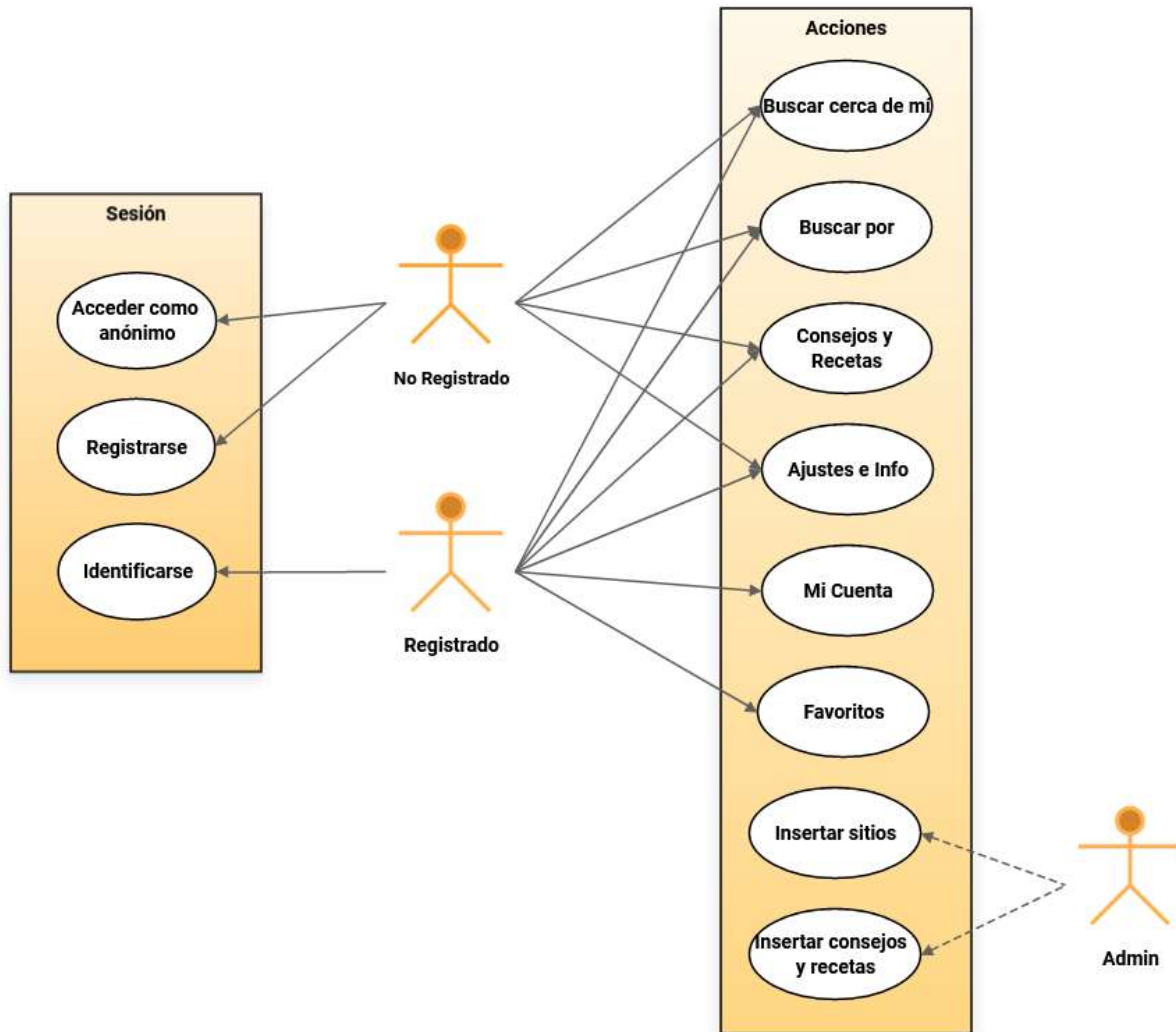 Acciones
Buscar cerca de mí
Buscar por
Consejos y
Recetas
Ajustes e Info
Mi Cuenta
Favoritos
Insertar sitios
Insertar consejos
y recetas
Sesión
Acceder como
anónimo
Registrarse
Identificarse
No Registrado
Registrado
Admin